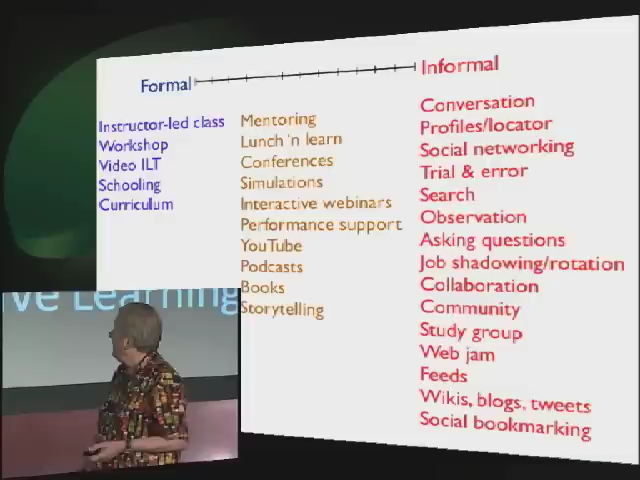 Formal
Informal
Instructor-led class
Workshop
Video ILT
Schooling
Curriculum
Mentoring
Lunch 'n learn
Conferences
Simulations
Interactive webinars
Performance support
YouTube
Podcasts
Books
Storytelling
Conversation
Profiles/locator
Social networking
Trial & error
Search
Observation
Asking questions
Job shadowing/rotation
Collaboration
Community
Study group
Web jam
Feeds
Wikis, blogs, tweets
Social bookmarking
ve Learning